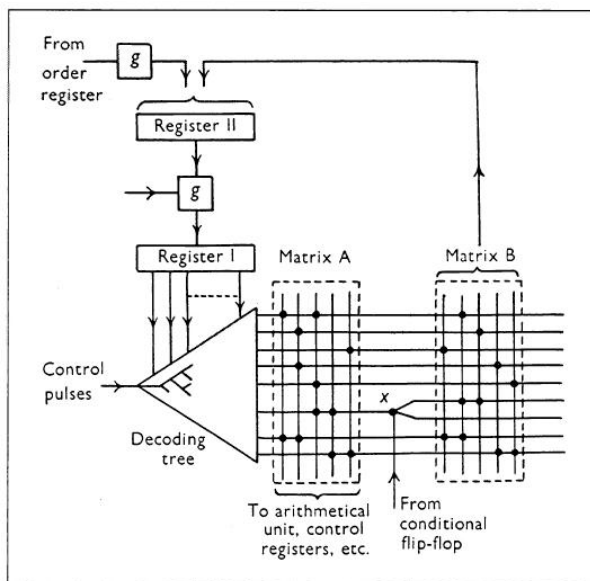 From
order
register
g
Register II
g
Register I
Matrix A
Matrix B
Control
pulses
Decoding
tree
x
To arithmetical
unit, control
registers, etc.
From
conditional
flip-flop